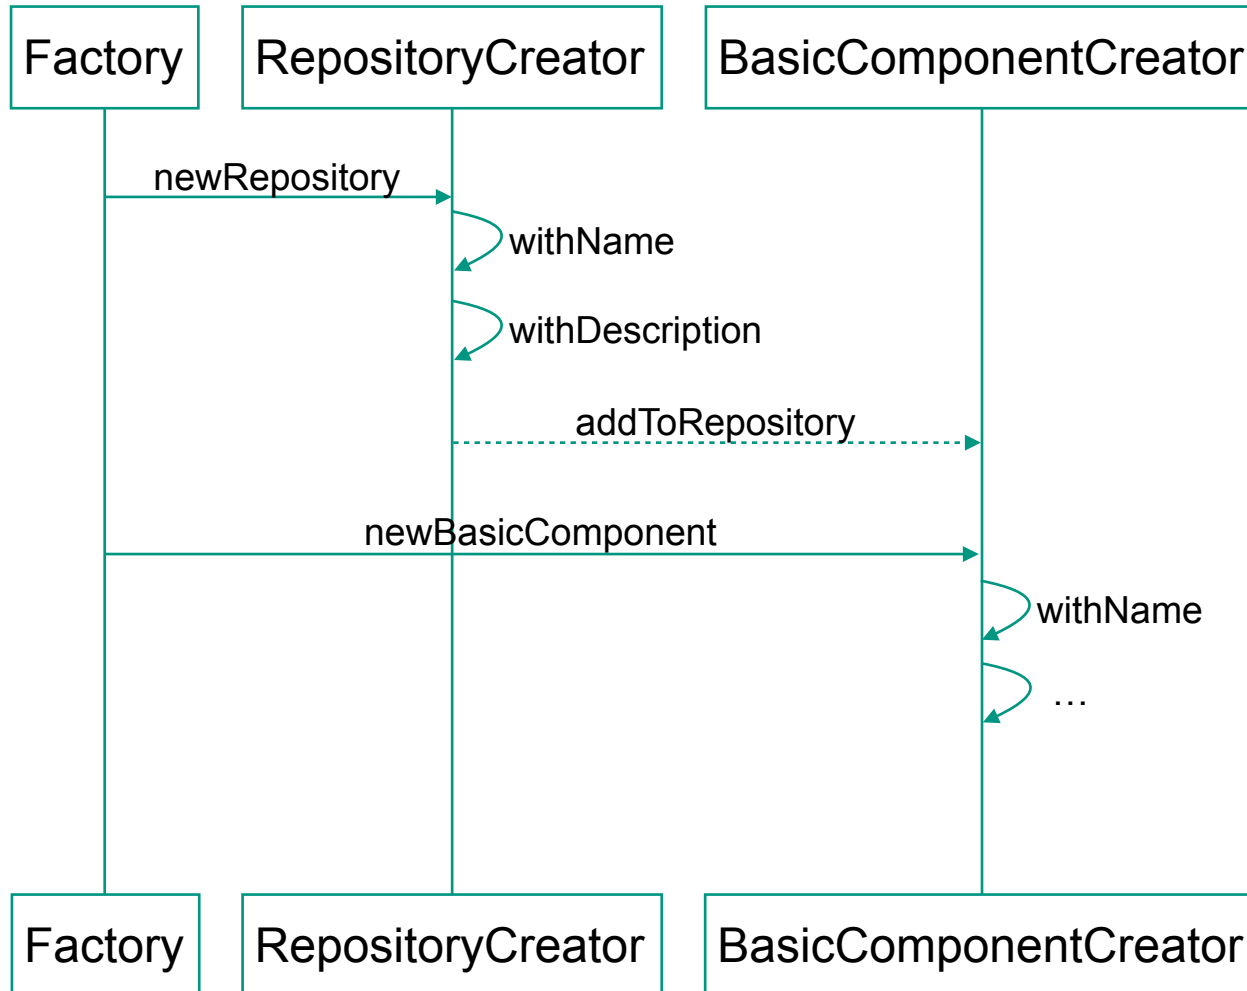 Factory
RepositoryCreator
BasicComponentCreator
newRepository
withName
withDescription
addToRepository
newBasicComponent
withName
...
Factory
RepositoryCreator
BasicComponentCreator